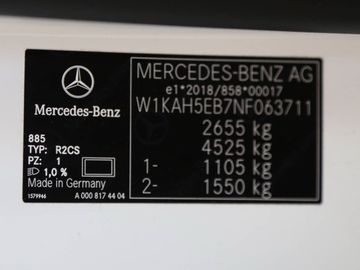 Mercedes-Benz
885
TYP: R2CS
PZ: 1
1,0 %
Made in Germany
1579946
A 000 817 44 04
MERCEDES-BENZ AG
e1*2018/858*00017
W1KAH5EB7NF063711
2655 kg
4525 kg
1- 1105 kg
2- 1550 kg